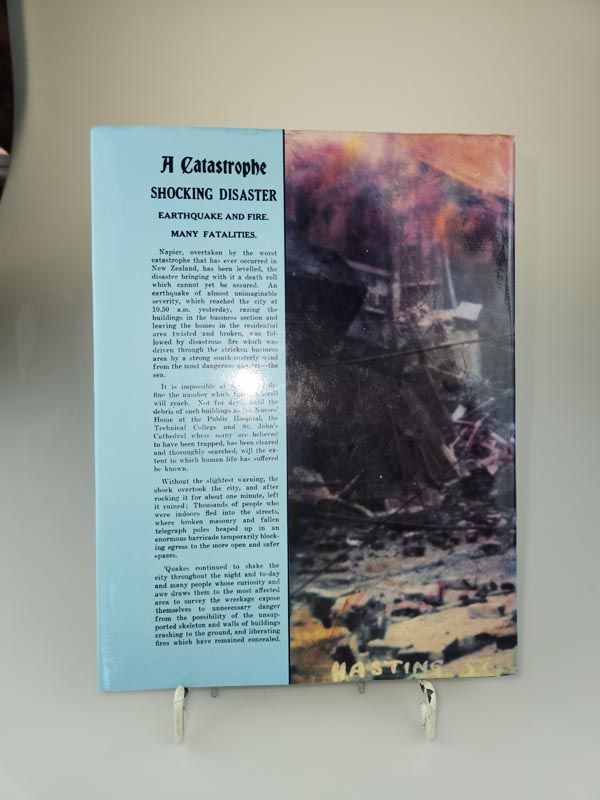 A Catastrophe
SHOCKING DISASTER
EARTHQUAKE AND FIRE.
MANY FATALITIES.
Napier, overtaken by the worst
catastrophe that has ever occurred in
New Zealand, has been levelled, the
disaster bringing with it a death roll
which cannot yet be assured. An
earthquake of almost unimaginable
severity, which reached the city at
10.50 a.m. yesterday, razing the
buildings in the business section and
leaving the homes in the residential
area twisted and broken, was fol-
lowed by disastrous fire which was
driven through the stricken business
area by a strong south-easterly wind
from the most dangerous the
sea.
It is impossible at de-
fine the number which
will reach. Not for days, until the
debris of such buildings as the Nurses'
Home at the Public Hospital, the
Technical College and St. John's
Cathedral where many are believed
to have been trapped, has been cleared
and thoroughly searched, will the ex-
tent to which human life has suffered
be known.
Without the slightest warning, the
shock overtook the city, and after
rocking it for about one minute, left
it ruined; Thousands of people who
were indoors fled into the streets,
where broken masonry and fallen
telegraph poles heaped up in an
enormous barricade temporarily block-
ing egress to the more open and safer
spaces.
'Quakes continued to shake the
city throughout the night and to-day
and many people whose curiosity and
awe draws them to the most affected
area to survey the wreckage expose
themselves to unnecessary danger
from the possibility of the unsup-
ported skeleton and walls of buildings
crashing to the ground, and liberating
fires which have remained concealed.
HASTING ST